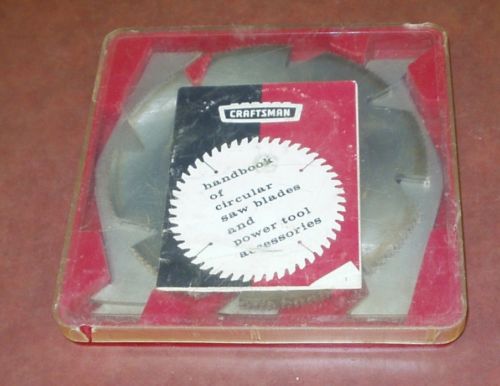 CRAFTSMAN
handbook
of
circular
saw blades
and
power tool
accessories